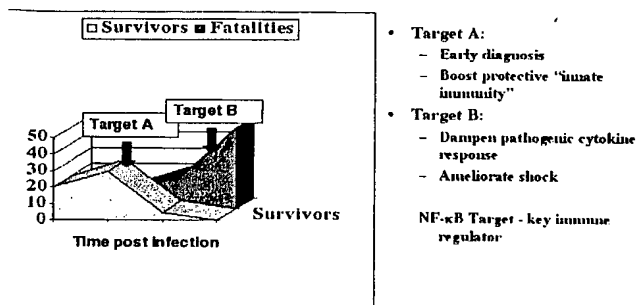 Survivors Fatalities
Target A
Target B
50
40
30
20
10
0
Survivors
Time post infection
• Target A:
– Early diagnosis
– Boost protective “innate
immunity”
• Target B:
– Dampen pathogenic cytokine
response
– Ameliorate shock
NF-κB Target - key immune
regulator